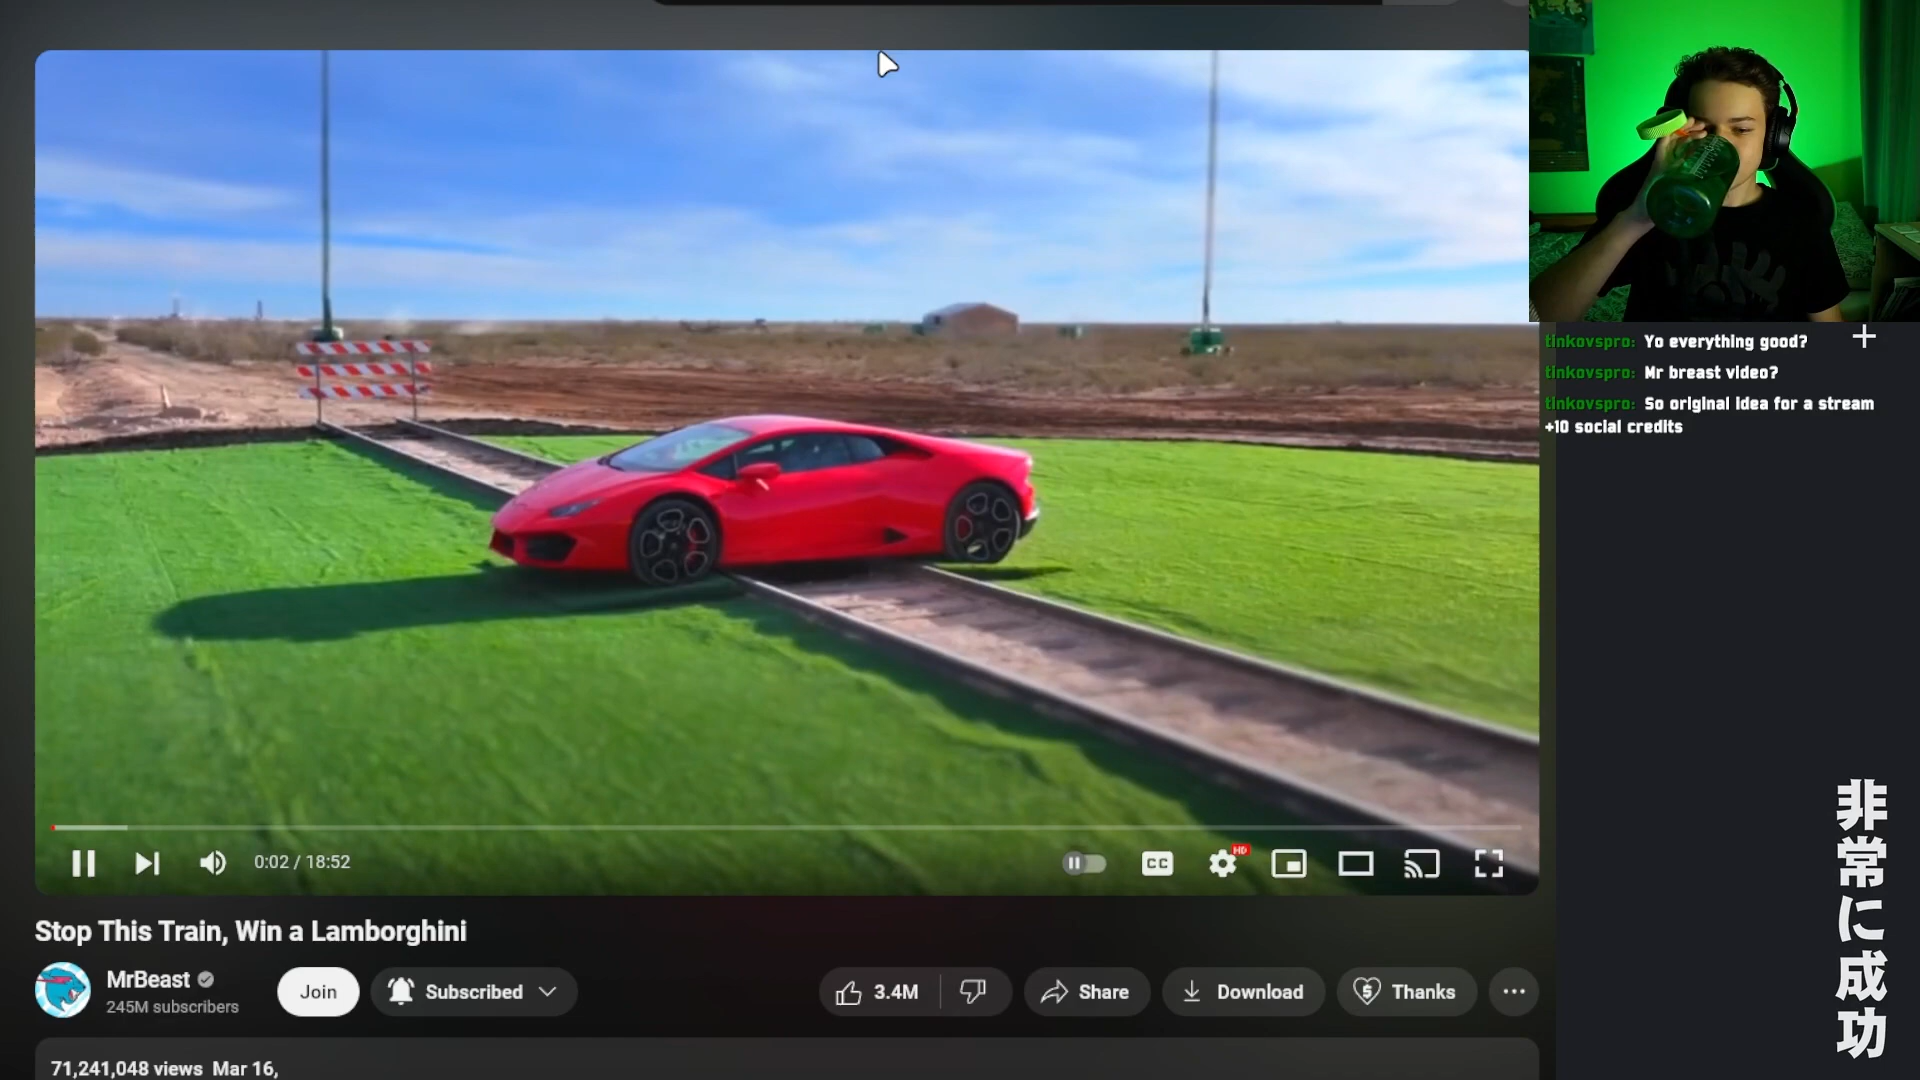 tinkovspro: Yo everything good?
tinkovspro: Mr breast video?
tinkovspro: So original idea for a stream
+10 social credits
HD
CC
0:02 / 18:52
Stop This Train, Win a Lamborghini
MrBeast
245M subscribers
Join
Subscribed
3.4M
Share
Download
Thanks
71,241,048 views Mar 16,
非常に成功